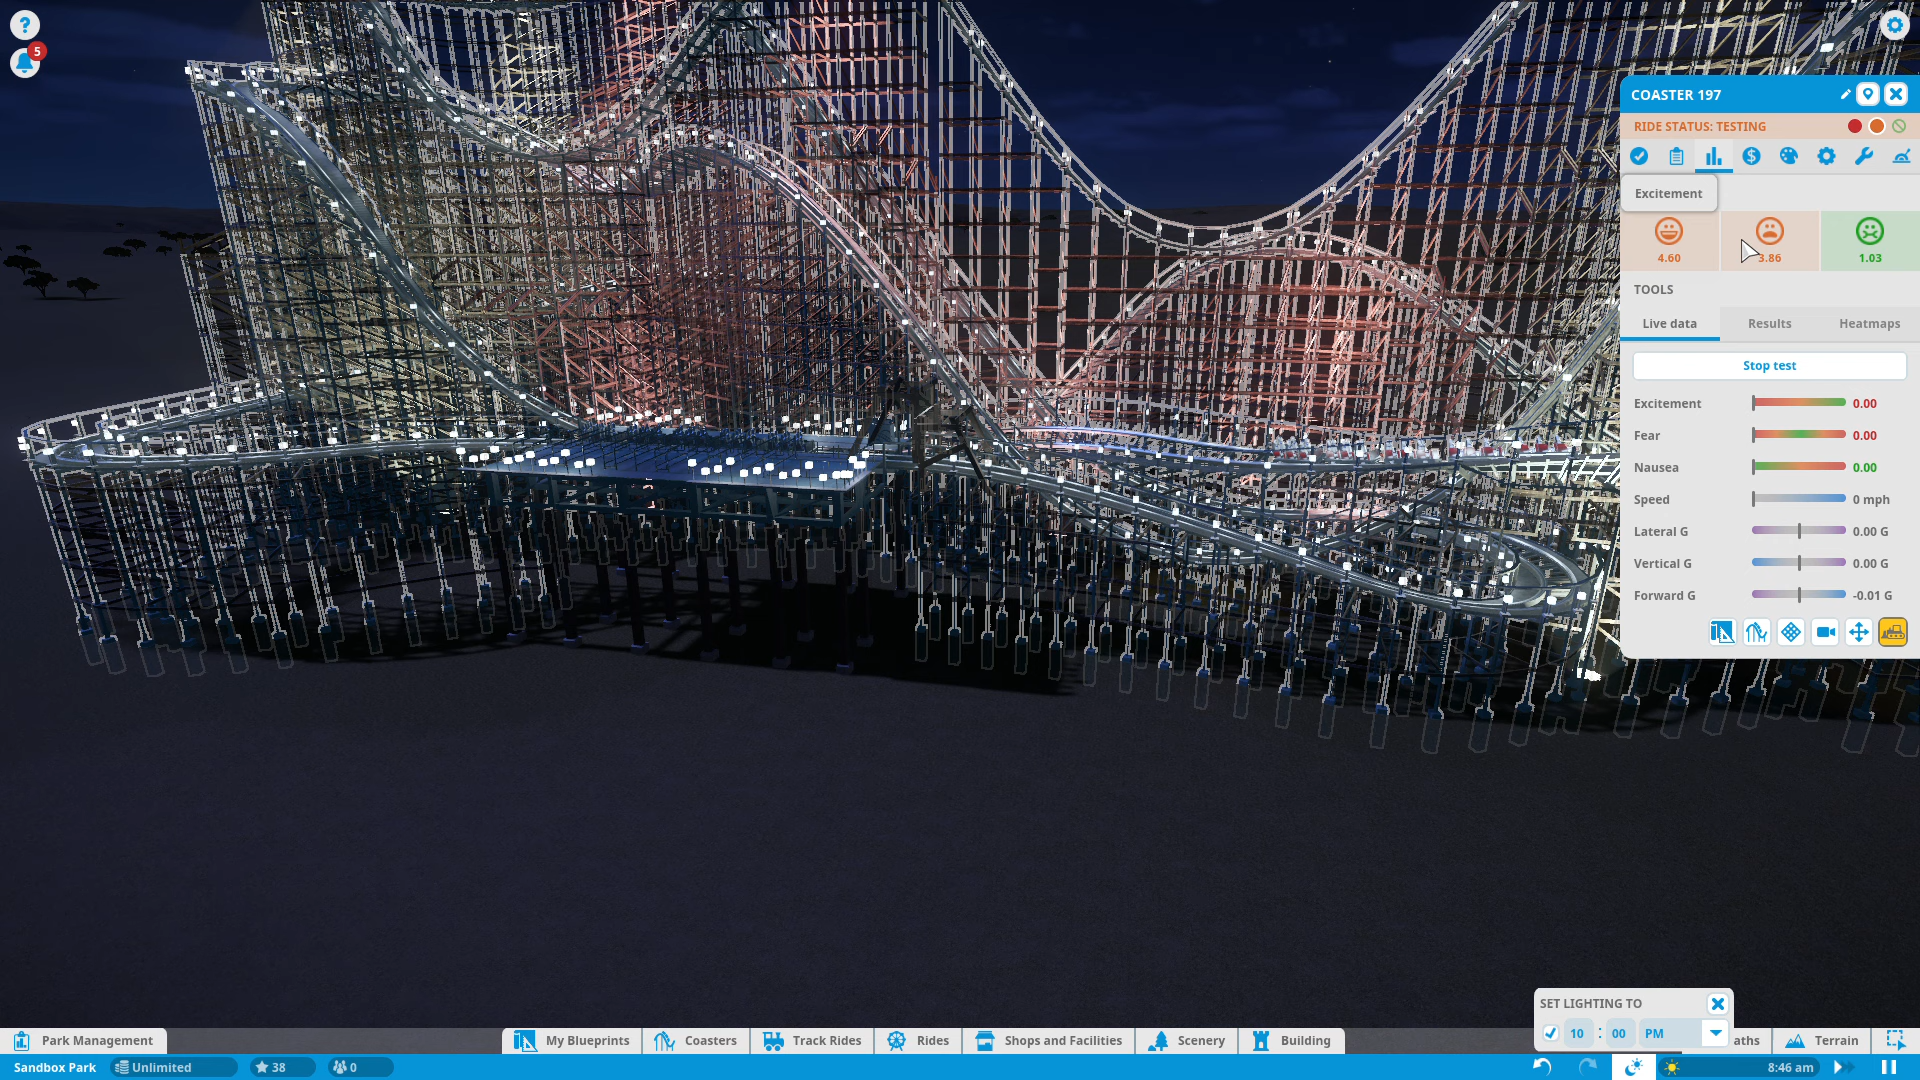 5
COASTER 197
RIDE STATUS: TESTING
Excitement
4.60
3.86
1.03
TOOLS
Live data
Results
Heatmaps
Stop test
Excitement 0.00
Fear 0.00
Nausea 0.00
Speed 0 mph
Lateral G 0.00 G
Vertical G 0.00 G
Forward G -0.01 G
SET LIGHTING TO
10 : 00 PM
Park Management
My Blueprints
Coasters
Track Rides
Rides
Shops and Facilities
Scenery
Building
aths
Terrain
Sandbox Park
Unlimited
38
0
8:46 am